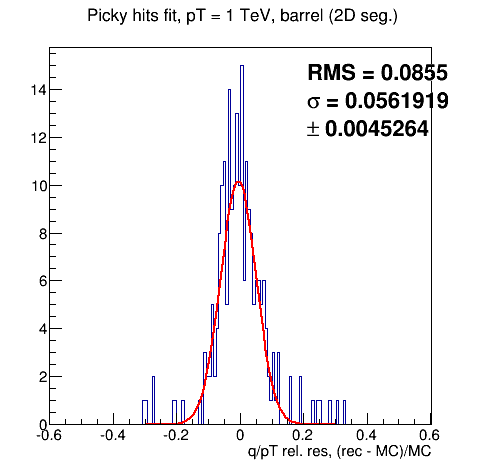 Picky hits fit, pT = 1 TeV, barrel (2D seg.)
RMS = 0.0855
σ = 0.0561919
± 0.0045264
14
12
10
8
6
4
2
0
-0.6 -0.4 -0.2 0 0.2 0.4 0.6
q/pT rel. res, (rec - MC)/MC